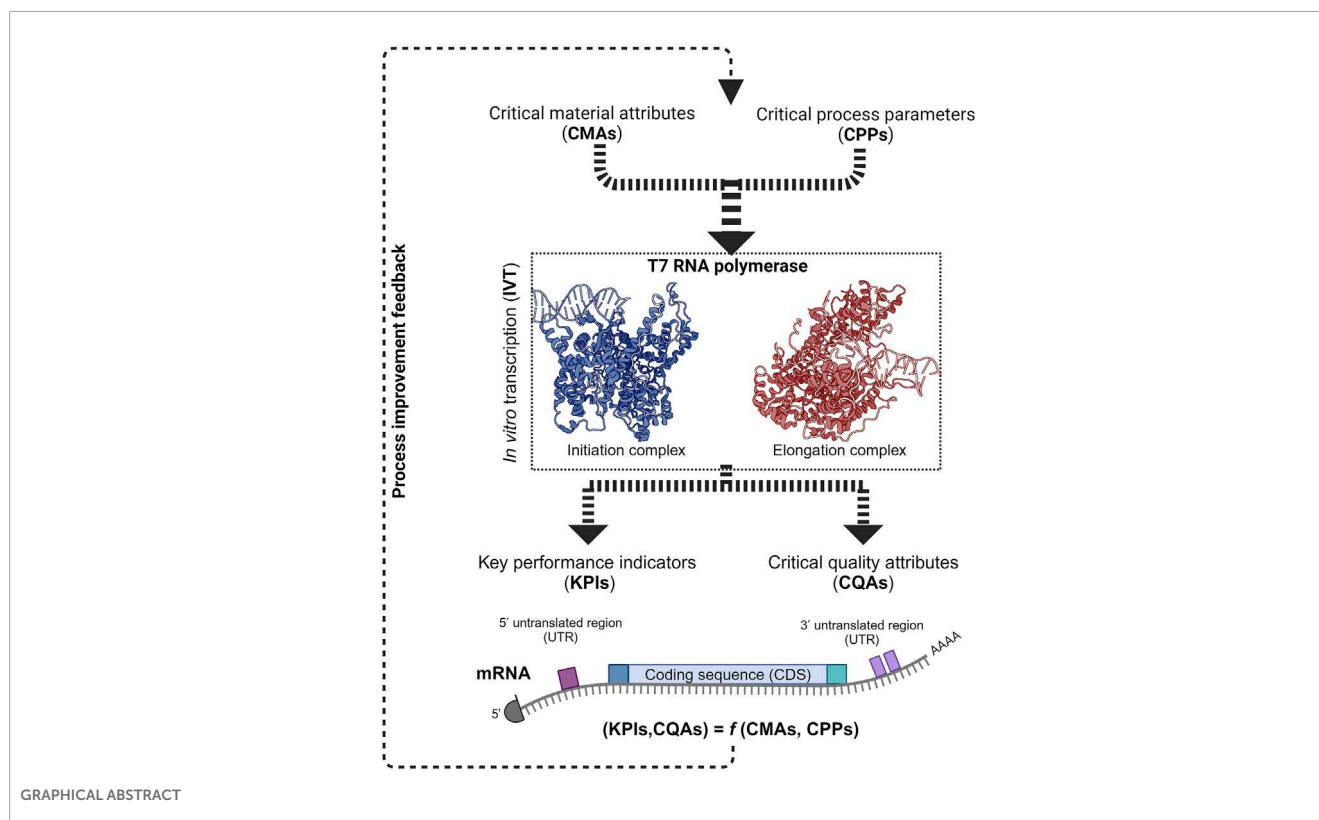 Critical material attributes
(CMAs)
Critical process parameters
(CPPs)
Process improvement feedback
In vitro transcription (IVT)
T7 RNA polymerase
Initiation complex
Elongation complex
Key performance indicators
(KPIs)
Critical quality attributes
(CQAs)
5′ untranslated region
(UTR)
3′ untranslated region
(UTR)
AAAA
mRNA
Coding sequence (CDS)
5′
(KPIs,CQAs) = f (CMAs, CPPs)
GRAPHICAL ABSTRACT